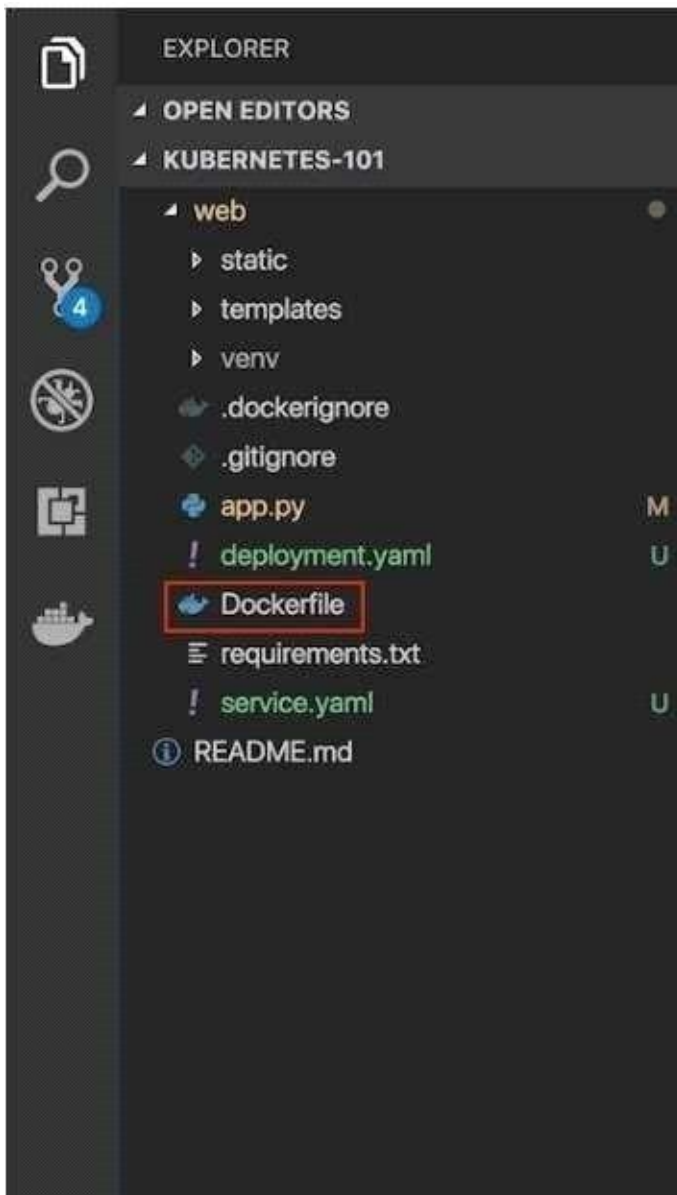 EXPLORER
OPEN EDITORS
KUBERNETES-101
web
static
4
templates
venv
.dockerignore
.gitignore
app.py M
deployment.yaml U
Dockerfile
requirements.txt
service.yaml U
README.md